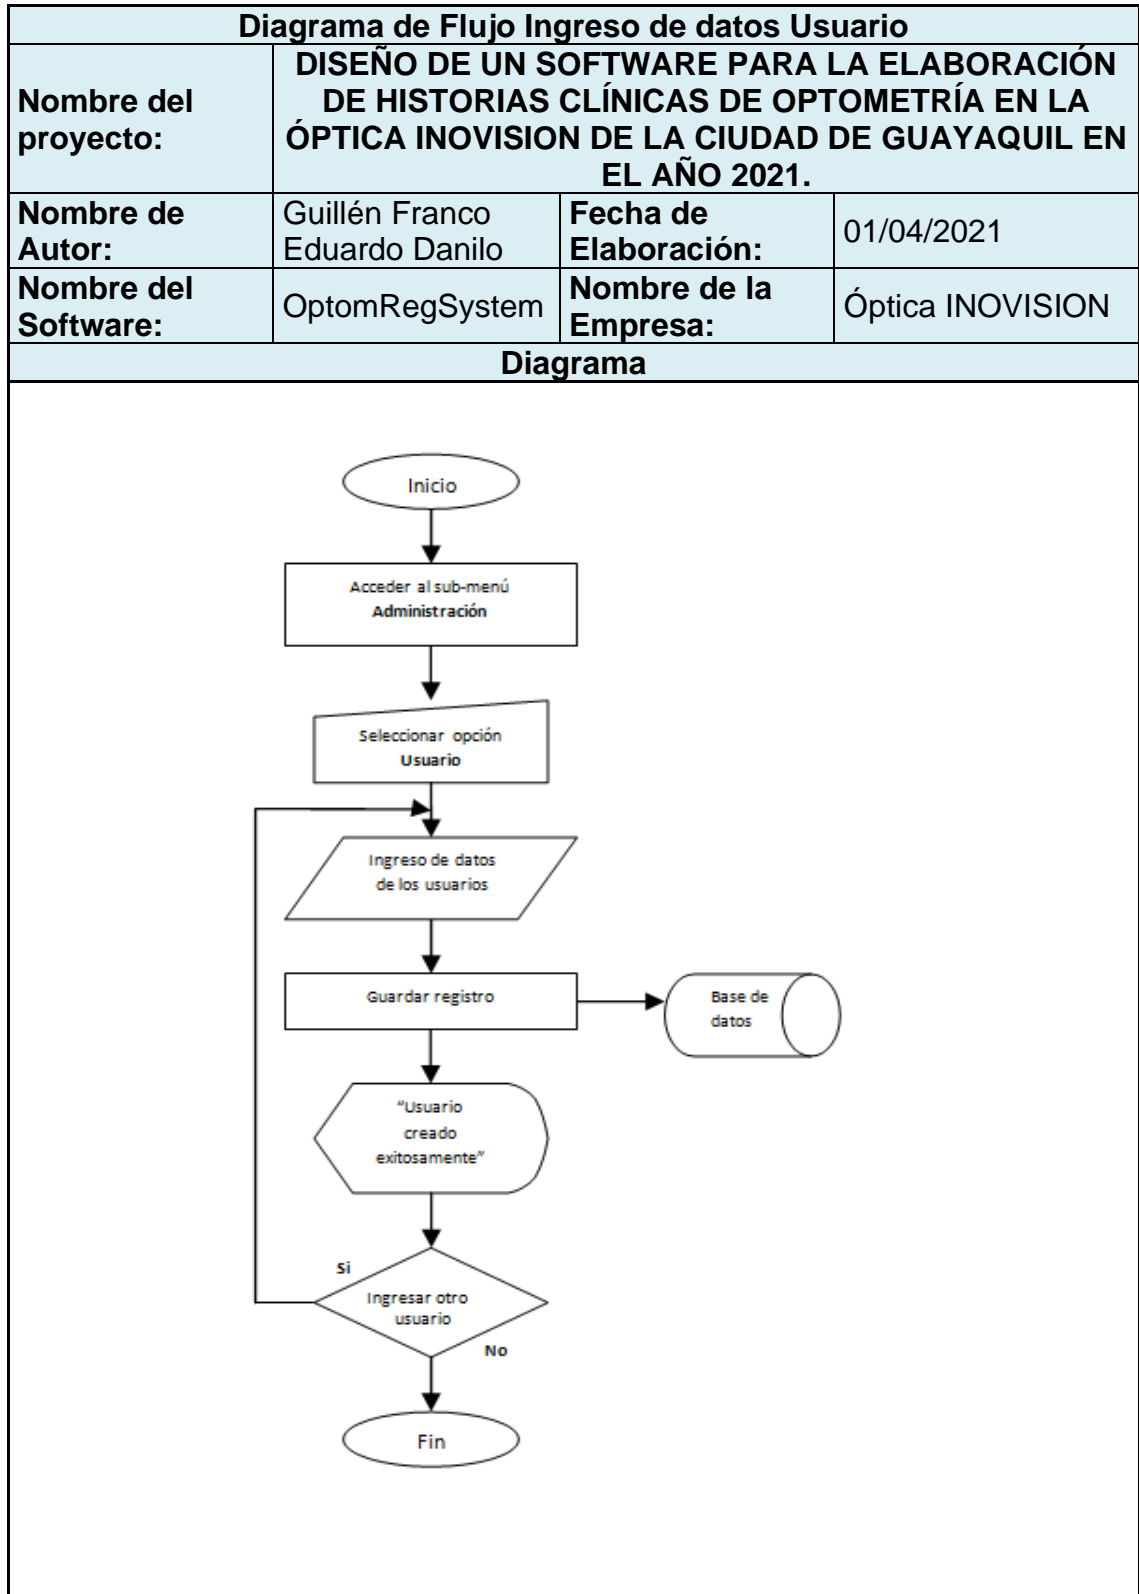 Diagrama de Flujo Ingreso de datos Usuario
Nombre del
proyecto:
DISEÑO DE UN SOFTWARE PARA LA ELABORACIÓN
DE HISTORIAS CLÍNICAS DE OPTOMETRÍA EN LA
ÓPTICA INOVISION DE LA CIUDAD DE GUAYAQUIL EN
EL AÑO 2021.
Nombre de
Autor:
Guillén Franco
Eduardo Danilo
Fecha de
Elaboración:
01/04/2021
Nombre del
Software:
OptomRegSystem
Nombre de la
Empresa:
Óptica INOVISION
Diagrama
Inicio
Acceder al sub-menú
Administración
Seleccionar opción
Usuario
Ingreso de datos
de los usuarios
Guardar registro
Base de
datos
“Usuario
creado
exitosamente”
Si
Ingresar otro
usuario
No
Fin